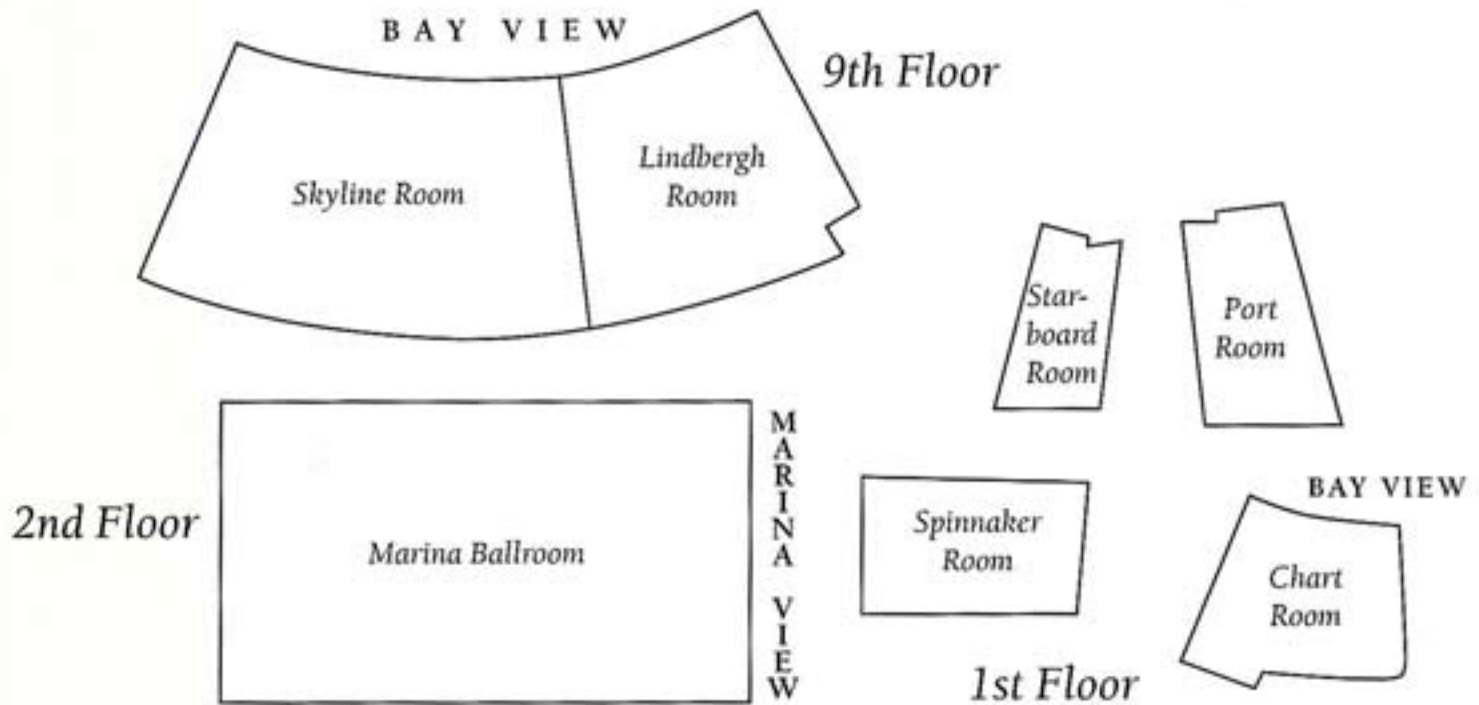 BAY VIEW
9th Floor
Skyline Room
Lindbergh
Room
Star-
board
Room
Port
Room
2nd Floor
Marina Ballroom
MARINA VIEW
Spinnaker
Room
BAY VIEW
Chart
Room
1st Floor